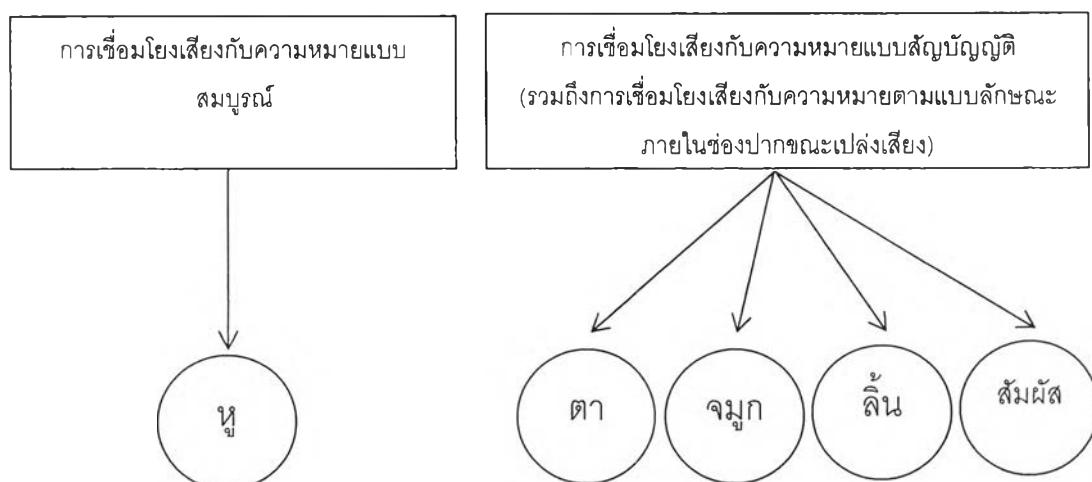 การเชื่อมโยงเสียงกับความหมายแบบ
สมบูรณ์
การเชื่อมโยงเสียงกับความหมายแบบสัญบัญญัติ
(รวมถึงการเชื่อมโยงเสียงกับความหมายตามแบบลักษณะ
ภายในช่องปากขณะเปล่งเสียง)
หู
ตา
จมูก
ลิ้น
สัมผัส